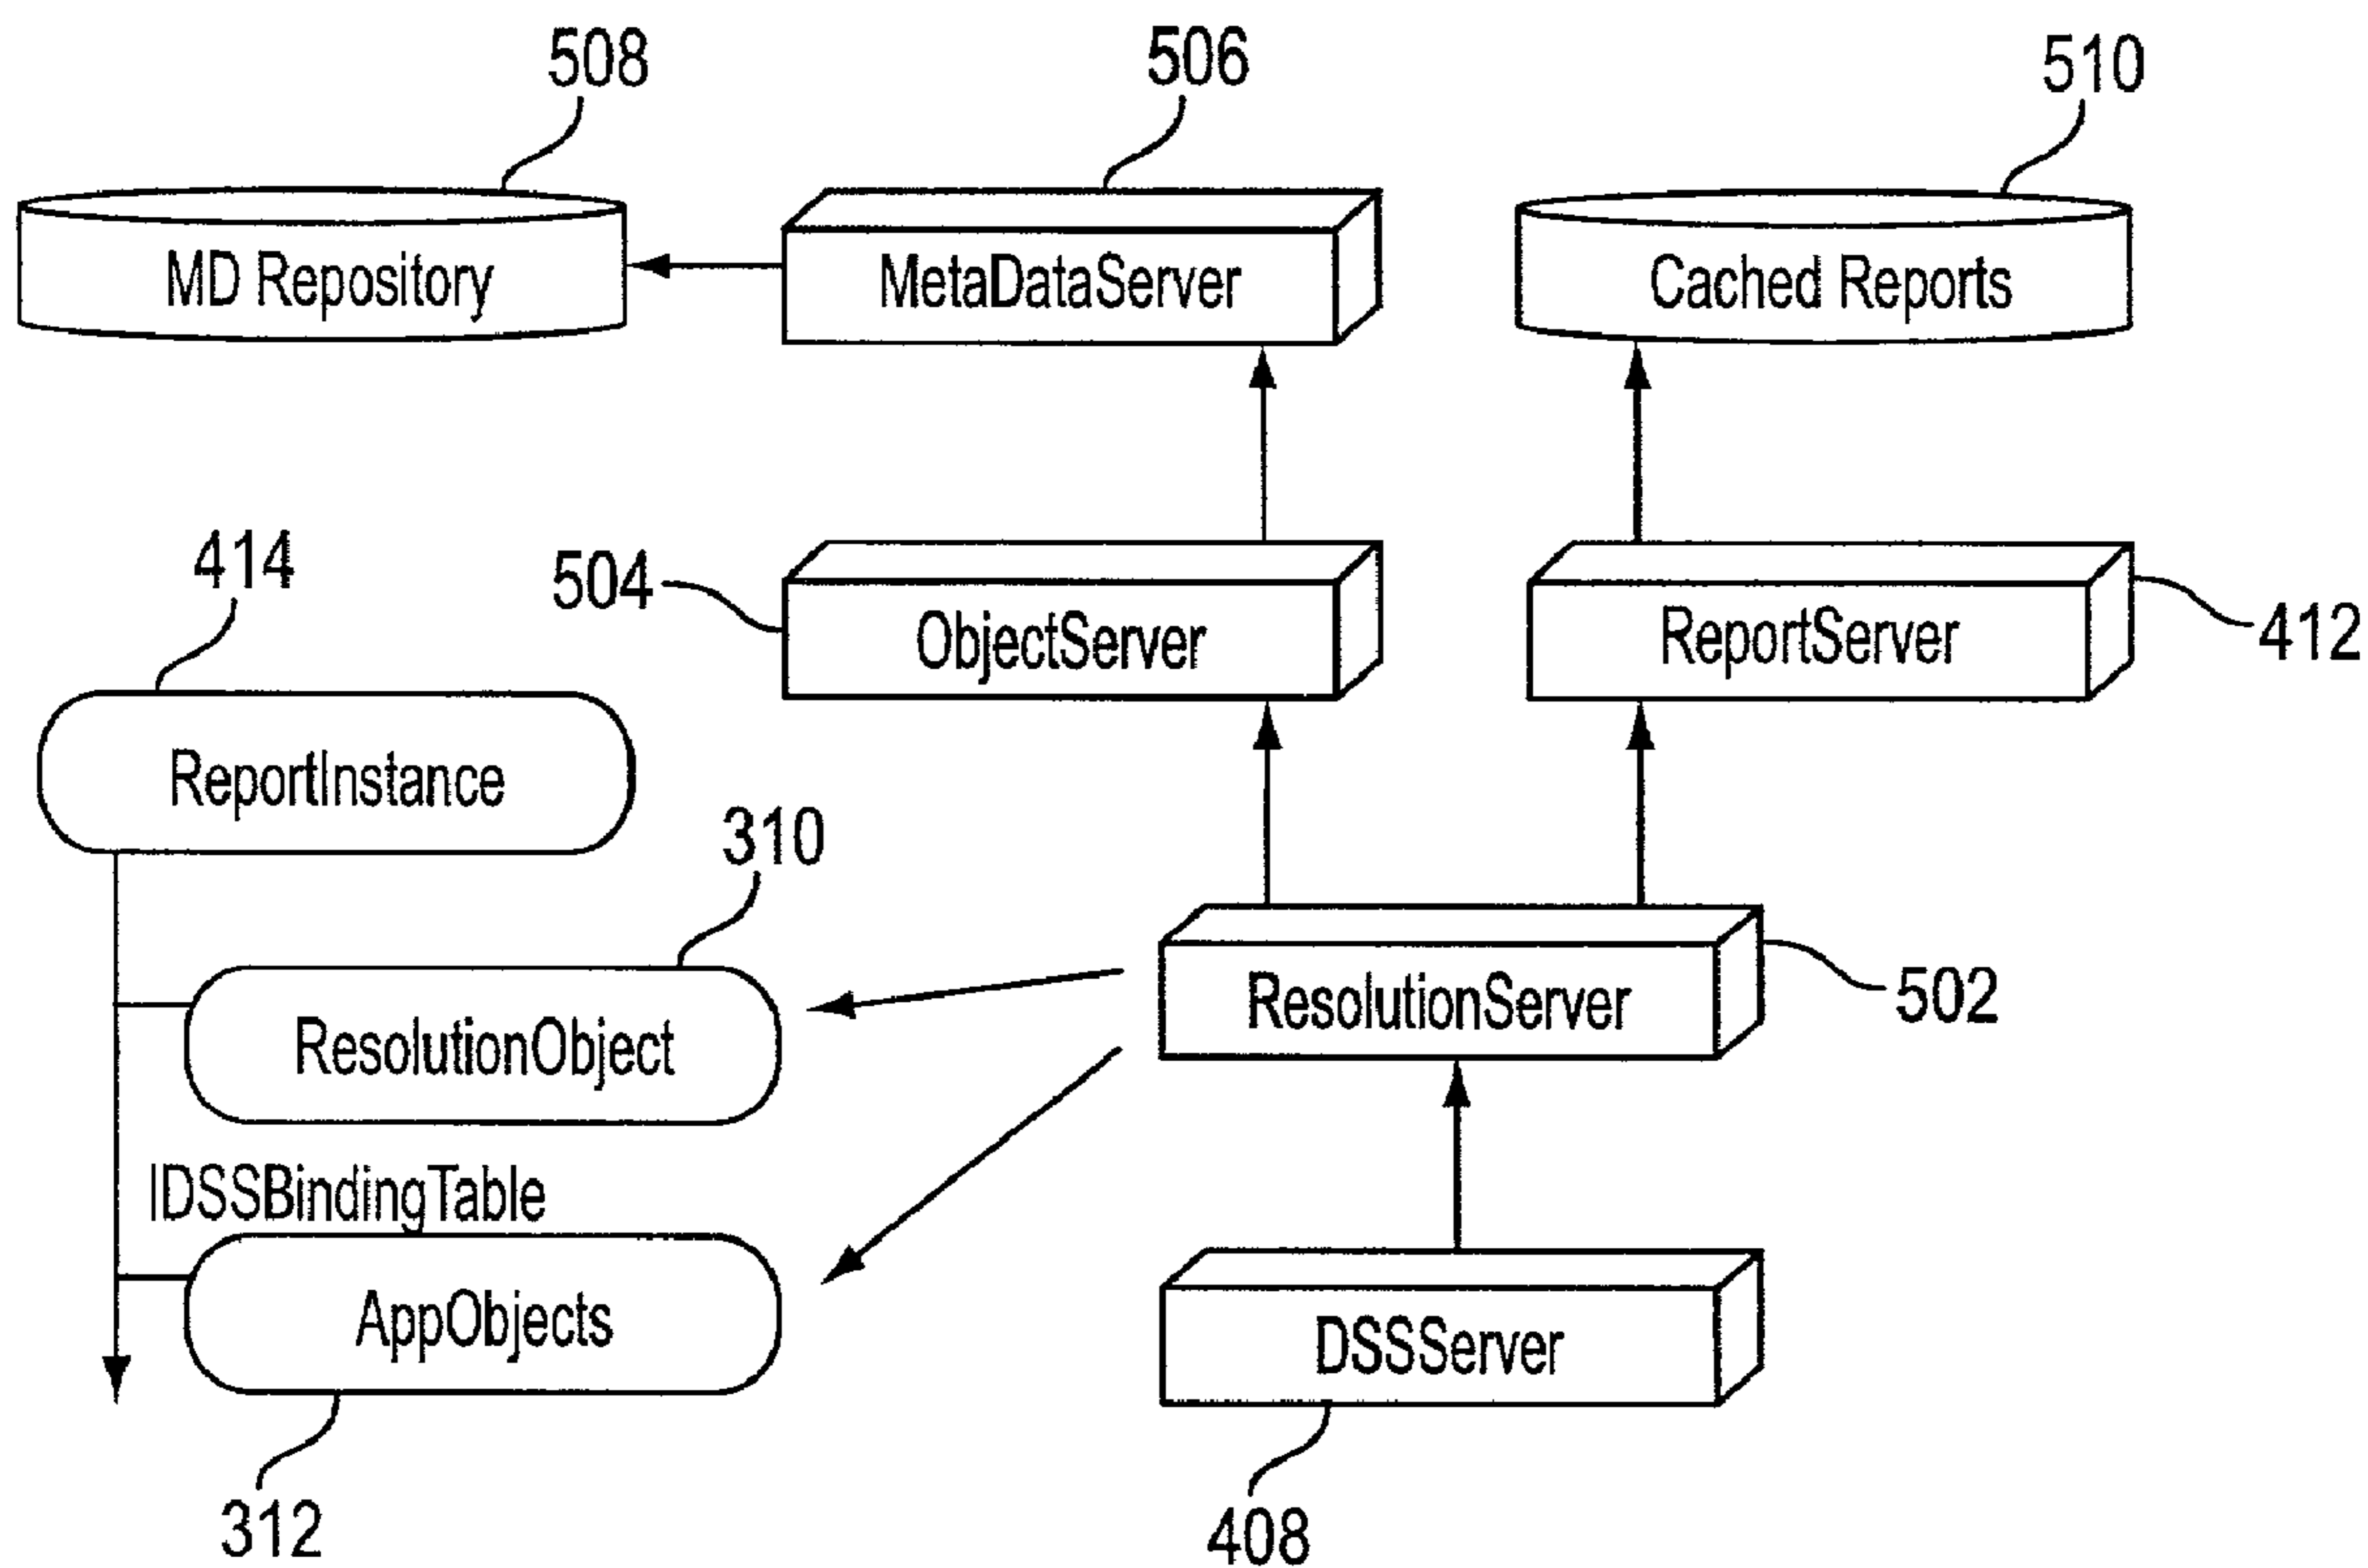 508
506
510
MD Repository
MetaDataServer
Cached Reports
414
504
ObjectServer
ReportServer
412
ReportInstance
310
ResolutionServer
502
ResolutionObject
IDSSBindingTable
AppObjects
DSSServer
312
408